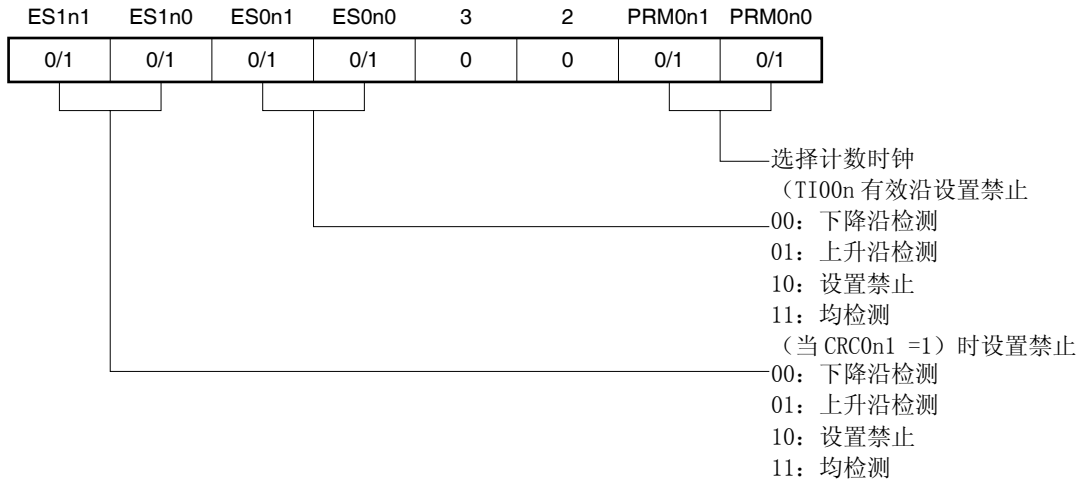 ES1n1 ES1n0 ES0n1 ES0n0 3 2 PRM0n1 PRM0n0
0/1 0/1 0/1 0/1 0 0 0/1 0/1
选择计数时钟
（TI00n 有效沿设置禁止
00：下降沿检测
01：上升沿检测
10：设置禁止
11：均检测
（当 CRC0n1 =1）时设置禁止
00：下降沿检测
01：上升沿检测
10：设置禁止
11：均检测